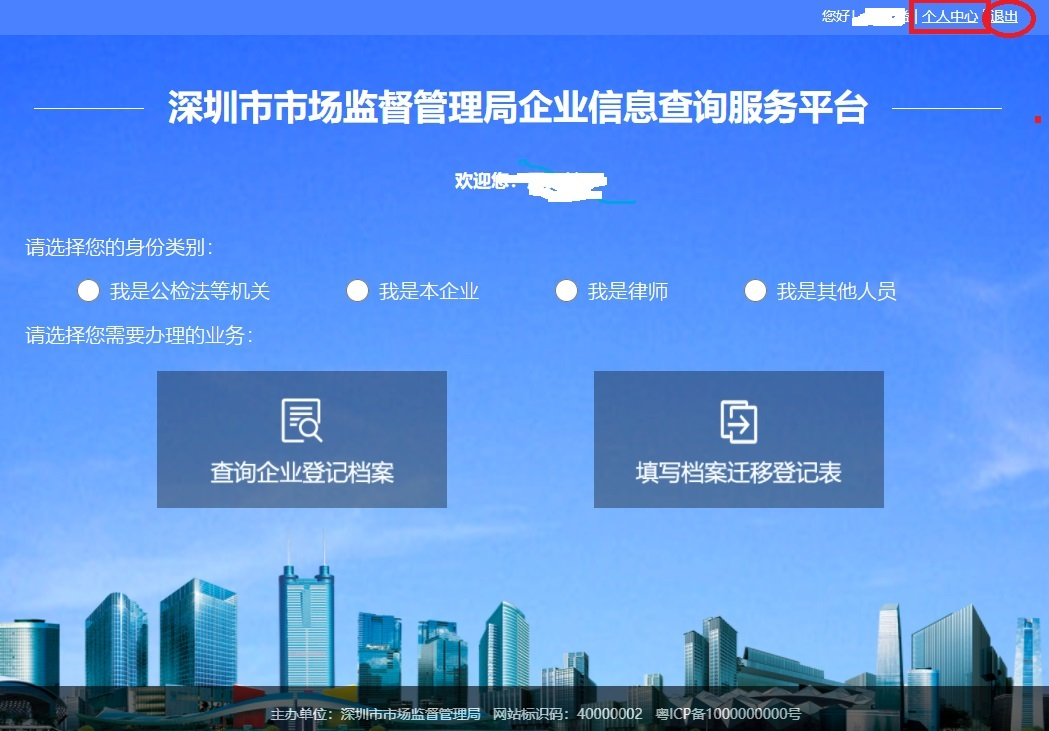 您好 个人中心 退出
深圳市市场监督管理局企业信息查询服务平台
欢迎您:
请选择您的身份类别:
我是公检法等机关 我是本企业 我是律师 我是其他人员
请选择您需要办理的业务:
查询企业登记档案 填写档案迁移登记表
主办单位: 深圳市市场监督管理局 网站标识码: 40000002 粤ICP备1000000000号